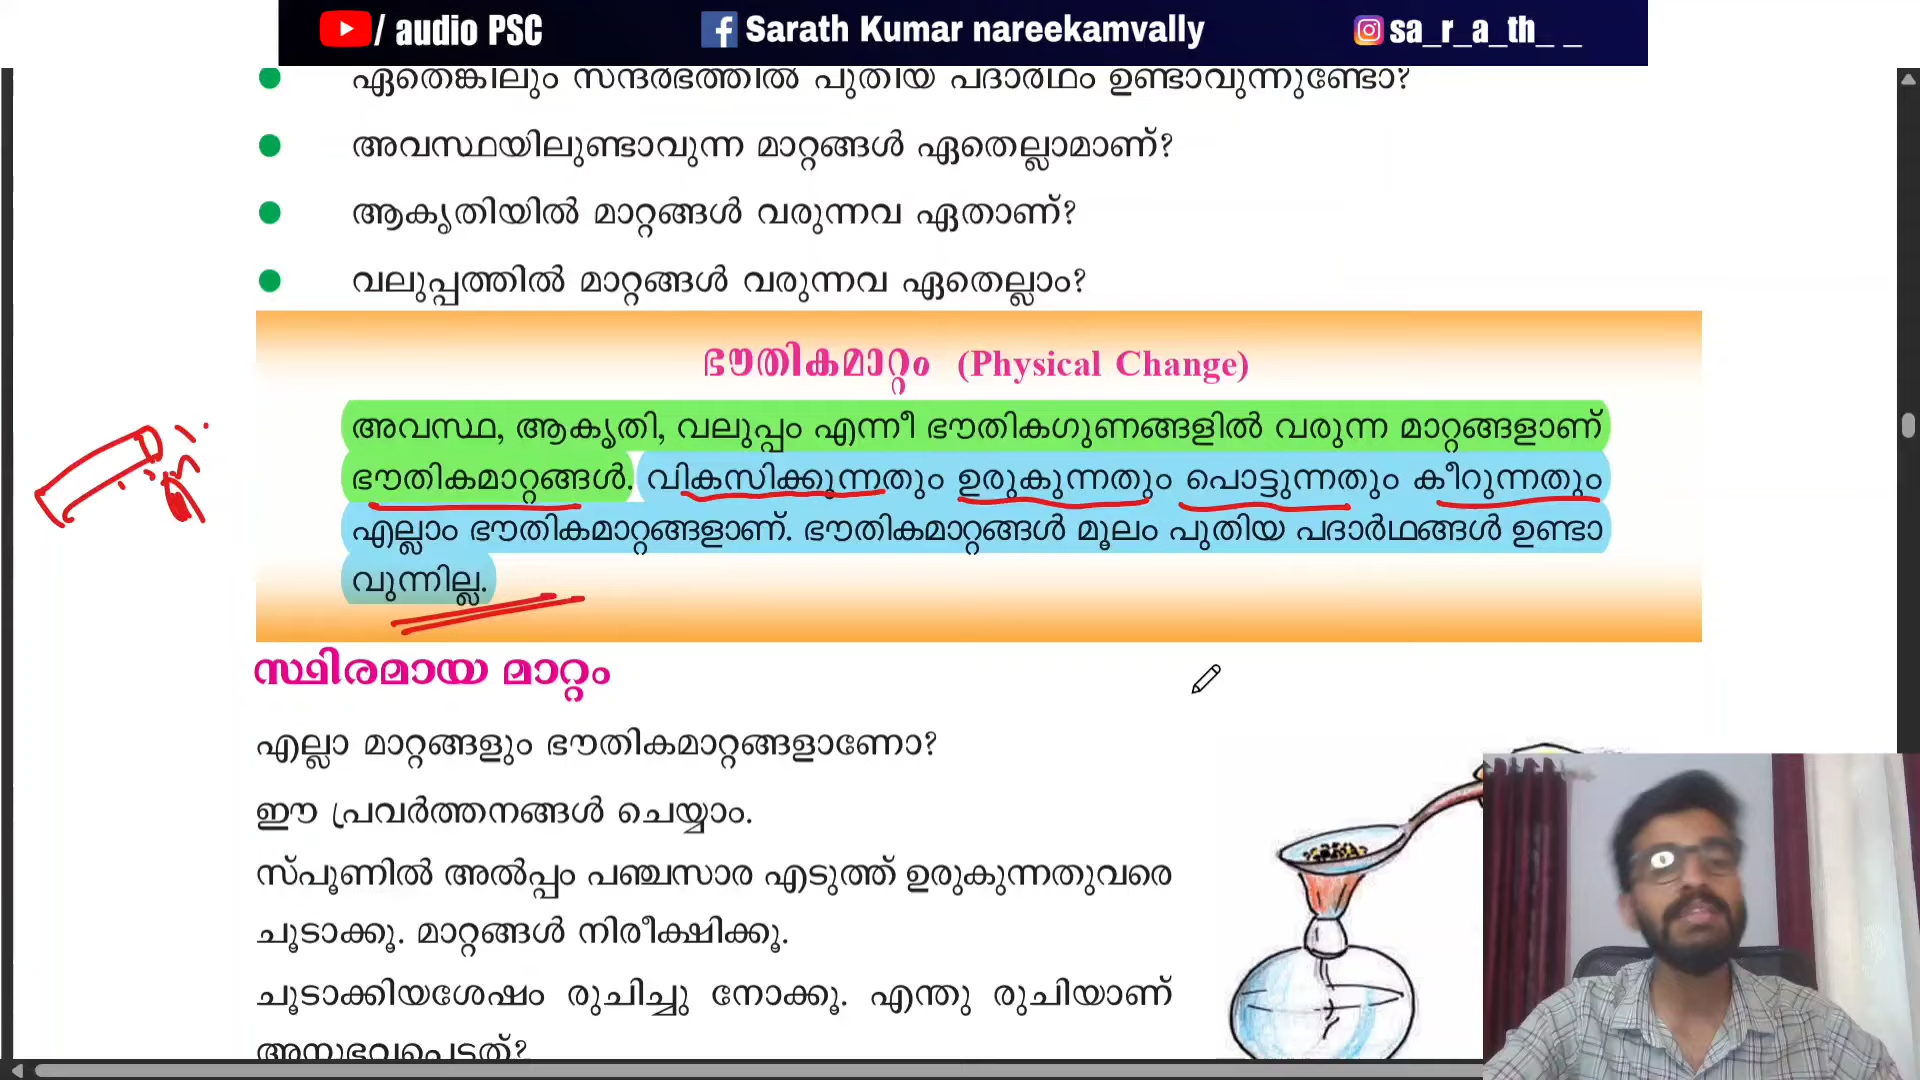 / audio PSC Sarath Kumar nareekamvally sa_r_a_th_ _
ഏതെങ്കിലും സന്ദർഭത്തിൽ പുതിയ പദാർഥം ഉണ്ടാവുന്നുണ്ടോ?
അവസ്ഥയിലുണ്ടാവുന്ന മാറ്റങ്ങൾ ഏതെല്ലാമാണ്?
ആകൃതിയിൽ മാറ്റങ്ങൾ വരുന്നവ ഏതാണ്?
വലുപ്പത്തിൽ മാറ്റങ്ങൾ വരുന്നവ ഏതെല്ലാം?
ഭൗതികമാറ്റം (Physical Change)
അവസ്ഥ, ആകൃതി, വലുപ്പം എന്നീ ഭൗതികഗുണങ്ങളിൽ വരുന്ന മാറ്റങ്ങളാണ്
ഭൗതികമാറ്റങ്ങൾ. വികസിക്കുന്നതും ഉരുകുന്നതും പൊട്ടുന്നതും കീറുന്നതും
എല്ലാം ഭൗതികമാറ്റങ്ങളാണ്. ഭൗതികമാറ്റങ്ങൾ മൂലം പുതിയ പദാർഥങ്ങൾ ഉണ്ടാ
വുന്നില്ല.
സ്ഥിരമായ മാറ്റം
എല്ലാ മാറ്റങ്ങളും ഭൗതികമാറ്റങ്ങളാണോ?
ഈ പ്രവർത്തനങ്ങൾ ചെയ്യാം.
സ്പൂണിൽ അൽപ്പം പഞ്ചസാര എടുത്ത് ഉരുകുന്നതുവരെ
ചൂടാക്കൂ. മാറ്റങ്ങൾ നിരീക്ഷിക്കൂ.
ചൂടാക്കിയശേഷം രുചിച്ചു നോക്കൂ. എന്തു രുചിയാണ്
അനുഭവപ്പെട്ടത്?